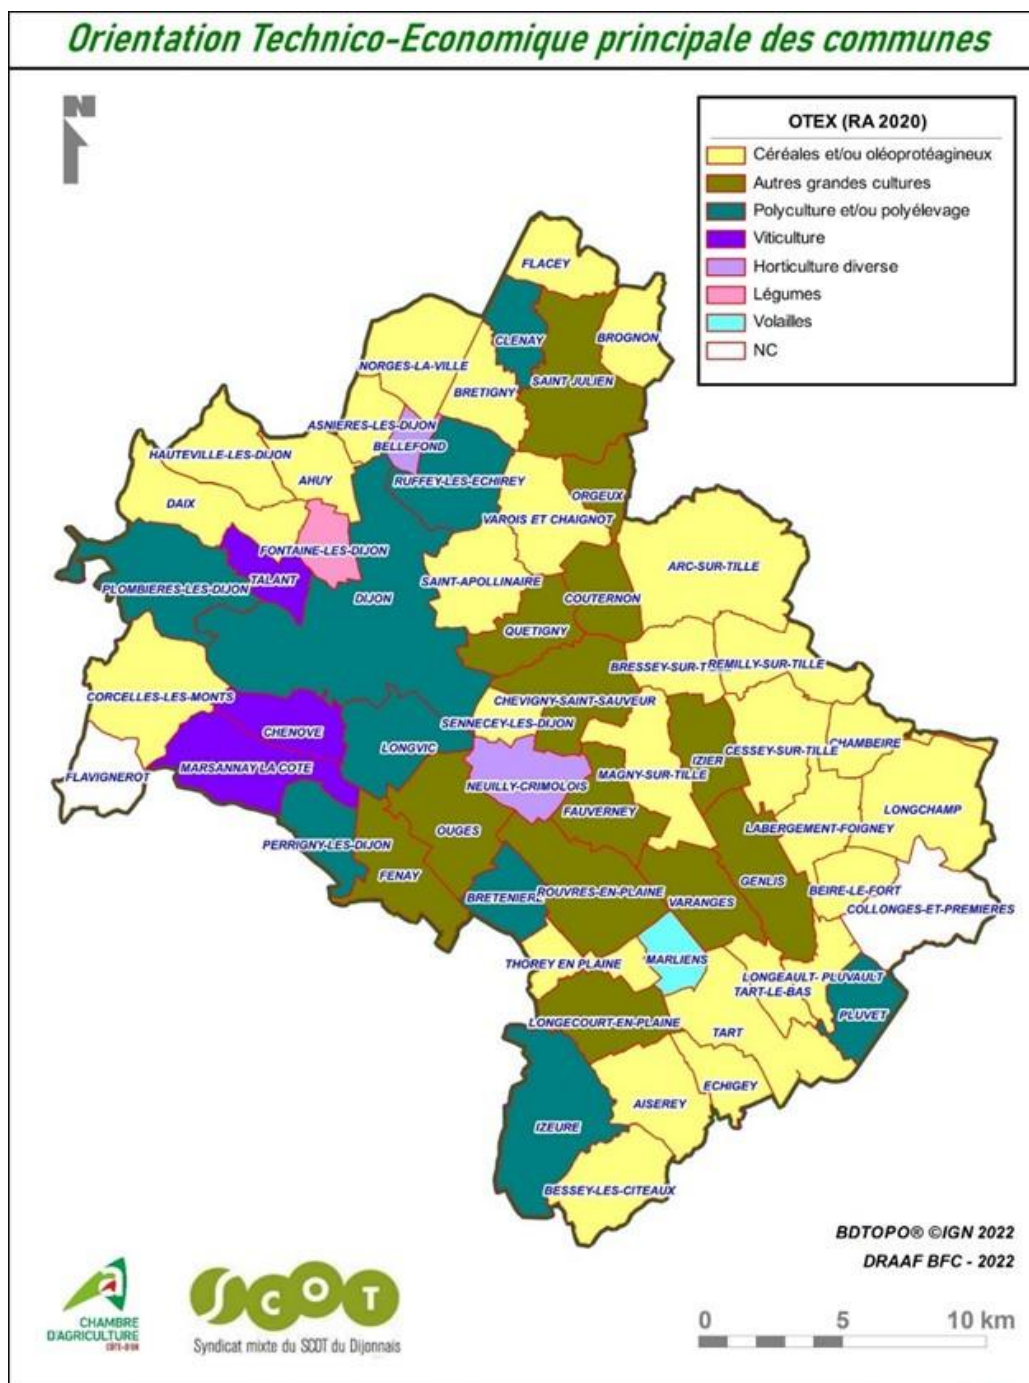 Orientation Technico-Economique principale des communes
N
OTEX (RA 2020)
Céréales et/ou oléoprotéagineux
Autres grandes cultures
Polyculture et/ou polyélevage
Viticulture
Horticulture diverse
Légumes
Volailles
NC
FLACEY
CLENAY
BROGNON
NORGES-LA-VILLE
SAINT JULIEN
BRETIGNY
ASNIERES-LES-DIJON
BELLEFOND
HAUTEVILLE-LES-DIJON
AHUY
RUFFEY-LES-ECHIREY
ORGEUX
DAIX
VAROIS ET CHAIGNOT
FONTAINE-LES-DIJON
TALANT
SAINT-APOLLINAIRE
ARC-SUR-TILLE
PLOMBIERES-LES-DIJON
DIJON
COUTERNON
QUETIGNY
BRESSEY-SUR-T
REMILLY-SUR-TILLE
CORCELLES-LES-MONTS
CHEVIGNY-SAINT-SAUVEUR
SENNECEY-LES-DIJON
CHENOVE
LONGVIC
CESSEY-SUR-TILLE
CHAMBEIRE
IZIER
MARSANNAY-LA-COTE
FLAVIGNEROT
MAGNY-SUR-TILLE
NEUILLY-CRIMOLOIS
LONGCHAMP
FAUVERNEY
OUGES
LABERGEMENT-FOIGNEY
PERRIGNY-LES-DIJON
FENAY
GENLIS
BEIRE-LE-FORT
BRETENIERE
ROUVRES-EN-PLAINE
VARANGES
COLLONGES-ET-PREMIERES
THOREY EN PLAINE
MARLIENS
LONGEAULT- PLUVAULT
TART-LE-BAS
PLUVET
LONGECOURT-EN-PLAINE
TART
ECHIGEY
AISEREY
IZEURE
BESSEY-LES-CITEAUX
BDTOPO® ©IGN 2022
DRAAF BFC - 2022
a
CHAMBRE
D'AGRICULTURE
CÔTE-D'OR
SCOT
Syndicat mixte du SCOT du Dijonnais
0 5 10 km